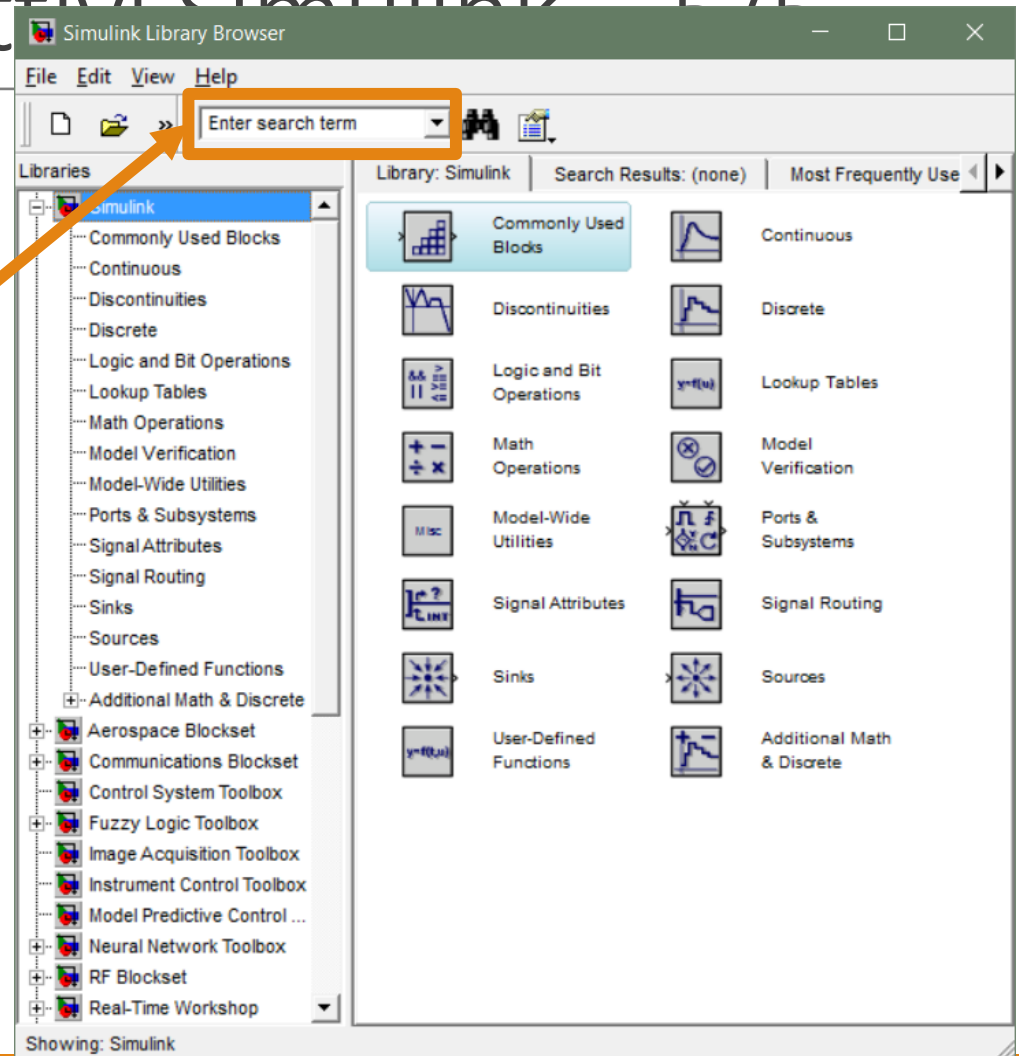 Simulink Library Browser
File Edit View Help
» Enter search term
Libraries
Library: Simulink Search Results: (none) Most Frequently Use
Simulink
Commonly Used Blocks
Continuous
Discontinuities
Discrete
Logic and Bit Operations
Lookup Tables
Math Operations
Model Verification
Model-Wide Utilities
Ports & Subsystems
Signal Attributes
Signal Routing
Sinks
Sources
User-Defined Functions
Additional Math & Discrete
Aerospace Blockset
Communications Blockset
Control System Toolbox
Fuzzy Logic Toolbox
Image Acquisition Toolbox
Instrument Control Toolbox
Model Predictive Control ...
Neural Network Toolbox
RF Blockset
Real-Time Workshop
Commonly Used
Blocks
Continuous
Discontinuities
Discrete
Logic and Bit
Operations
y=f(u)
Lookup Tables
Math
Operations
Model
Verification
Misc
Model-Wide
Utilities
Ports &
Subsystems
Signal Attributes
Signal Routing
Sinks
Sources
y=f(t,u)
User-Defined
Functions
Additional Math
& Discrete
Showing: Simulink